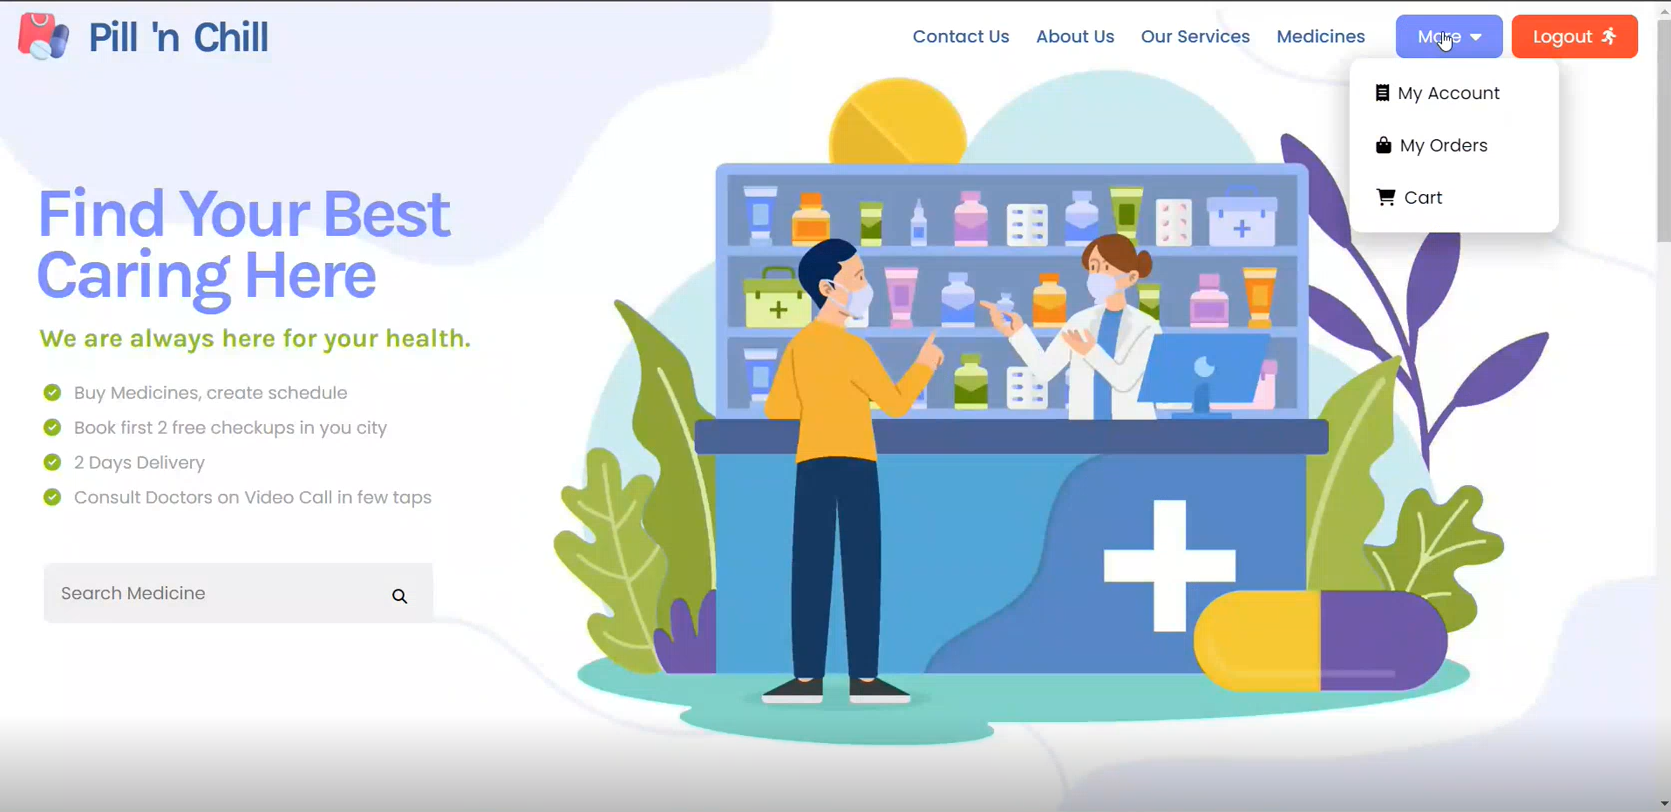 Pill 'n Chill
Contact Us
About Us
Our Services
Medicines
More
Logout
My Account
My Orders
Cart
Find Your Best
Caring Here
We are always here for your health.
Buy Medicines, create schedule
Book first 2 free checkups in you city
2 Days Delivery
Consult Doctors on Video Call in few taps
Search Medicine